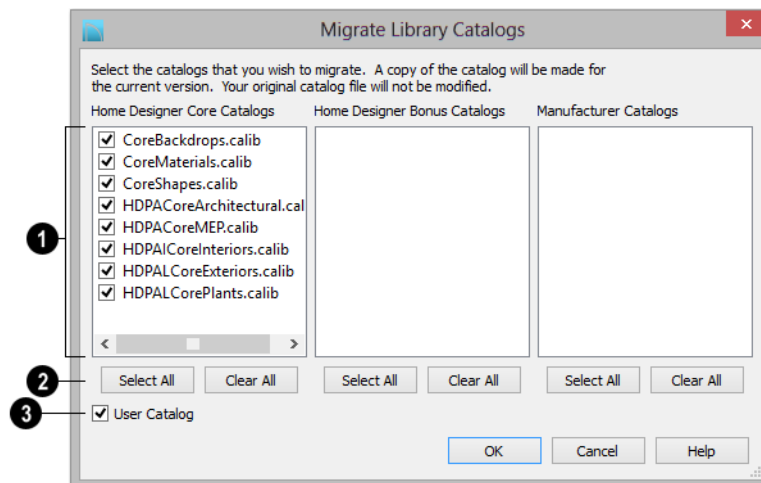 Migrate Library Catalogs
Select the catalogs that you wish to migrate. A copy of the catalog will be made for
the current version. Your original catalog file will not be modified.
Home Designer Core Catalogs
Home Designer Bonus Catalogs
Manufacturer Catalogs
1
CoreBackdrops.calib
CoreMaterials.calib
CoreShapes.calib
HDPACoreArchitectural.cal
HDPACoreMEP.calib
HDPAICoreInteriors.calib
HDPALCoreExteriors.calib
HDPALCorePlants.calib
2
Select All
Clear All
Select All
Clear All
Select All
Clear All
3
User Catalog
OK
Cancel
Help